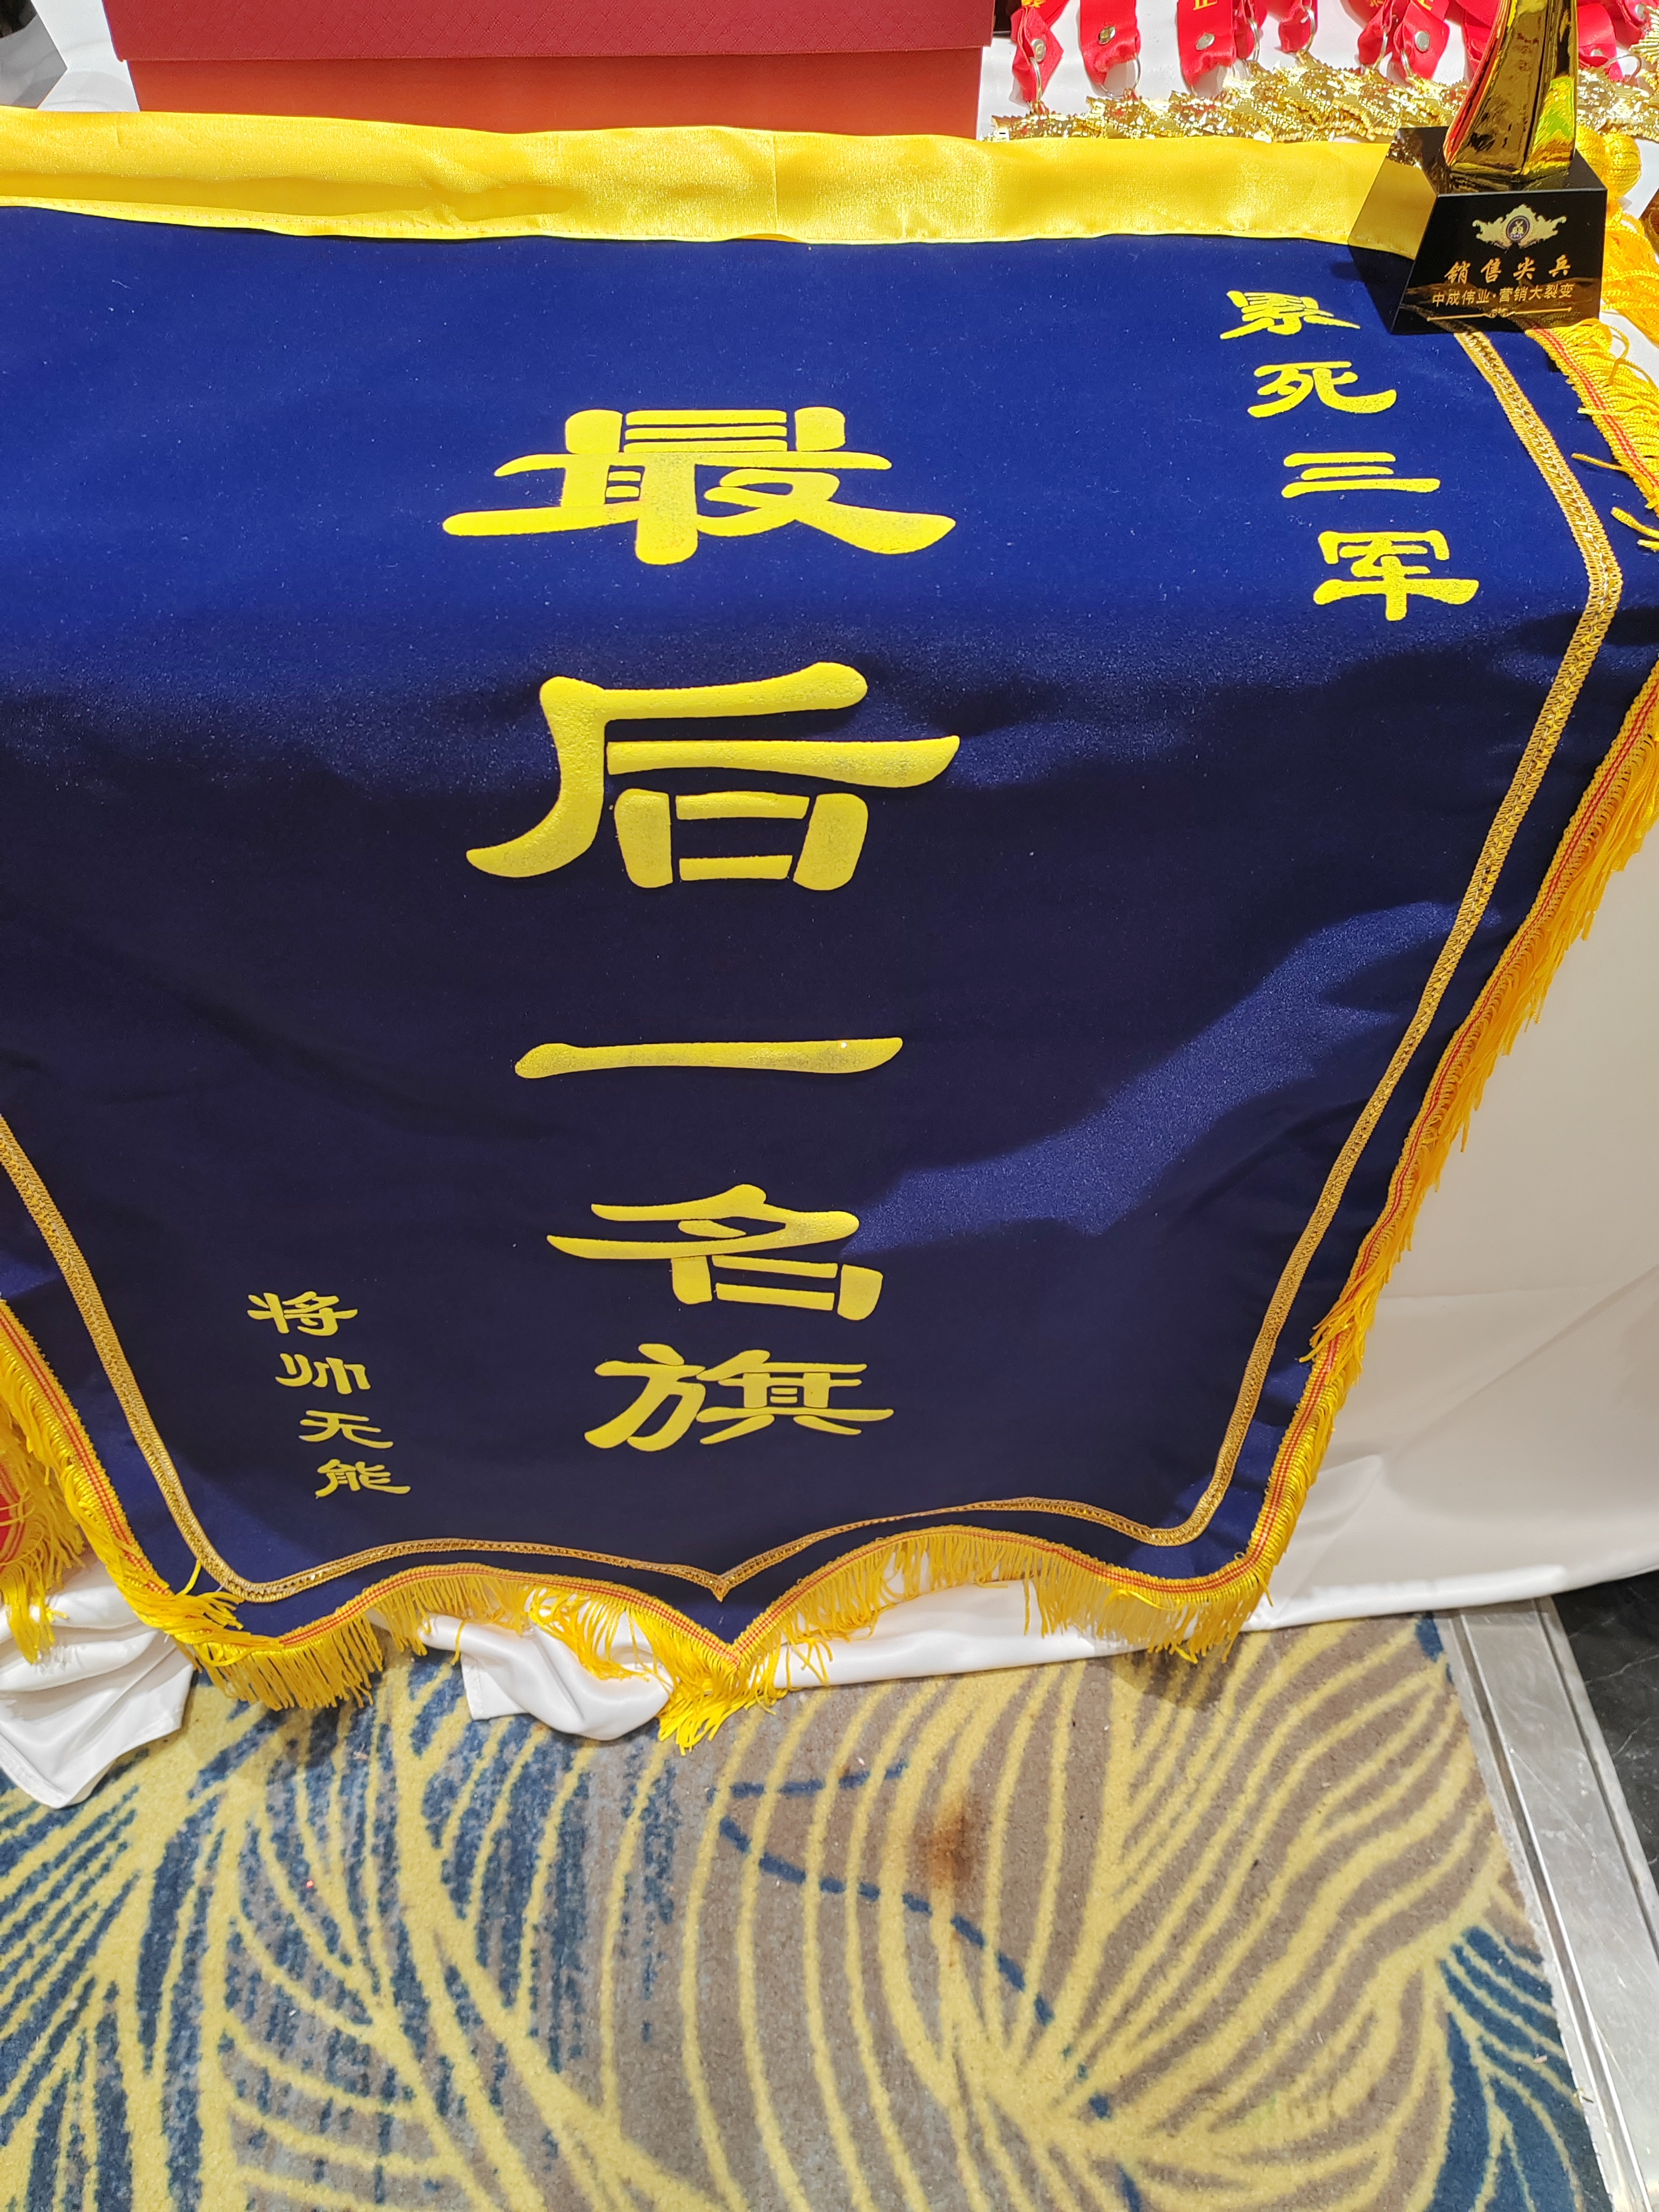 累死三军
最后一名旗
将帅无能
销售尖兵
中成伟业·营销大裂变